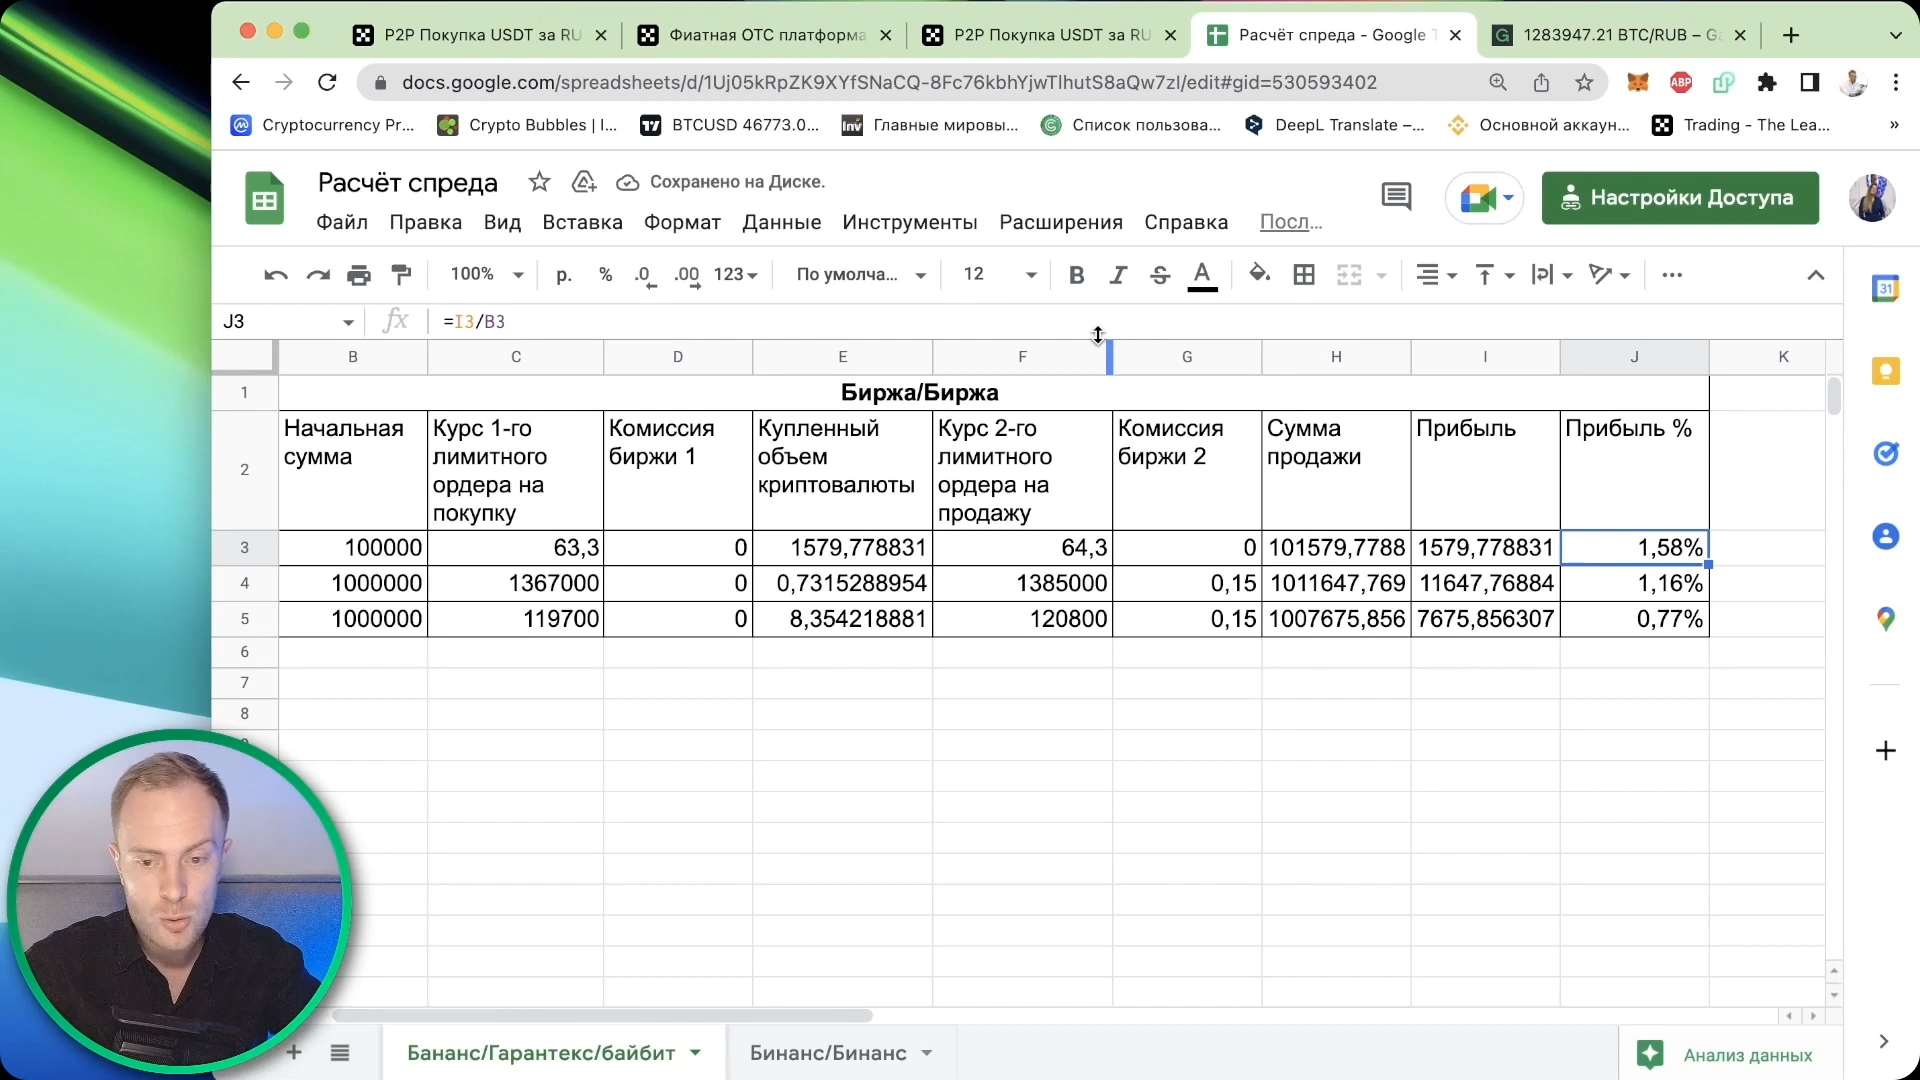 P2P Покупка USDT за RU
Фиатная OTC платформа
P2P Покупка USDT за RU
Расчёт спреда - Google Т
1283947.21 BTC/RUB – Ga
docs.google.com/spreadsheets/d/1Uj05kRpZK9XYfSNaCQ-8Fc76kbhYjwTlhutS8aQw7zI/edit#gid=530593402
ABP
Cryptocurrency Pr...
Crypto Bubbles | I...
BTCUSD 46773.0...
Inv
Главные мировы...
Список пользова...
DeepL Translate –...
Основной аккаун...
Trading - The Lea...
»
Расчёт спреда
Сохранено на Диске.
Настройки Доступа
Файл Правка Вид Вставка Формат Данные Инструменты Расширения Справка Посл...
100% р. % .0 .00 123 По умолча... 12 B I S A
31
J3
fx =I3/B3
B C D E F G H I J K
1 Биржа/Биржа
2
Начальная сумма
Курс 1-го лимитного ордера на покупку
Комиссия биржи 1
Купленный объем криптовалюты
Курс 2-го лимитного ордера на продажу
Комиссия биржи 2
Сумма продажи
Прибыль
Прибыль %
3 100000 63,3 0 1579,778831 64,3 0 101579,7788 1579,778831 1,58%
4 1000000 1367000 0 0,7315288954 1385000 0,15 1011647,769 11647,76884 1,16%
5 1000000 119700 0 8,354218881 120800 0,15 1007675,856 7675,856307 0,77%
6
7
8
Бананс/Гарантекс/байбит
Бинанс/Бинанс
Анализ данных